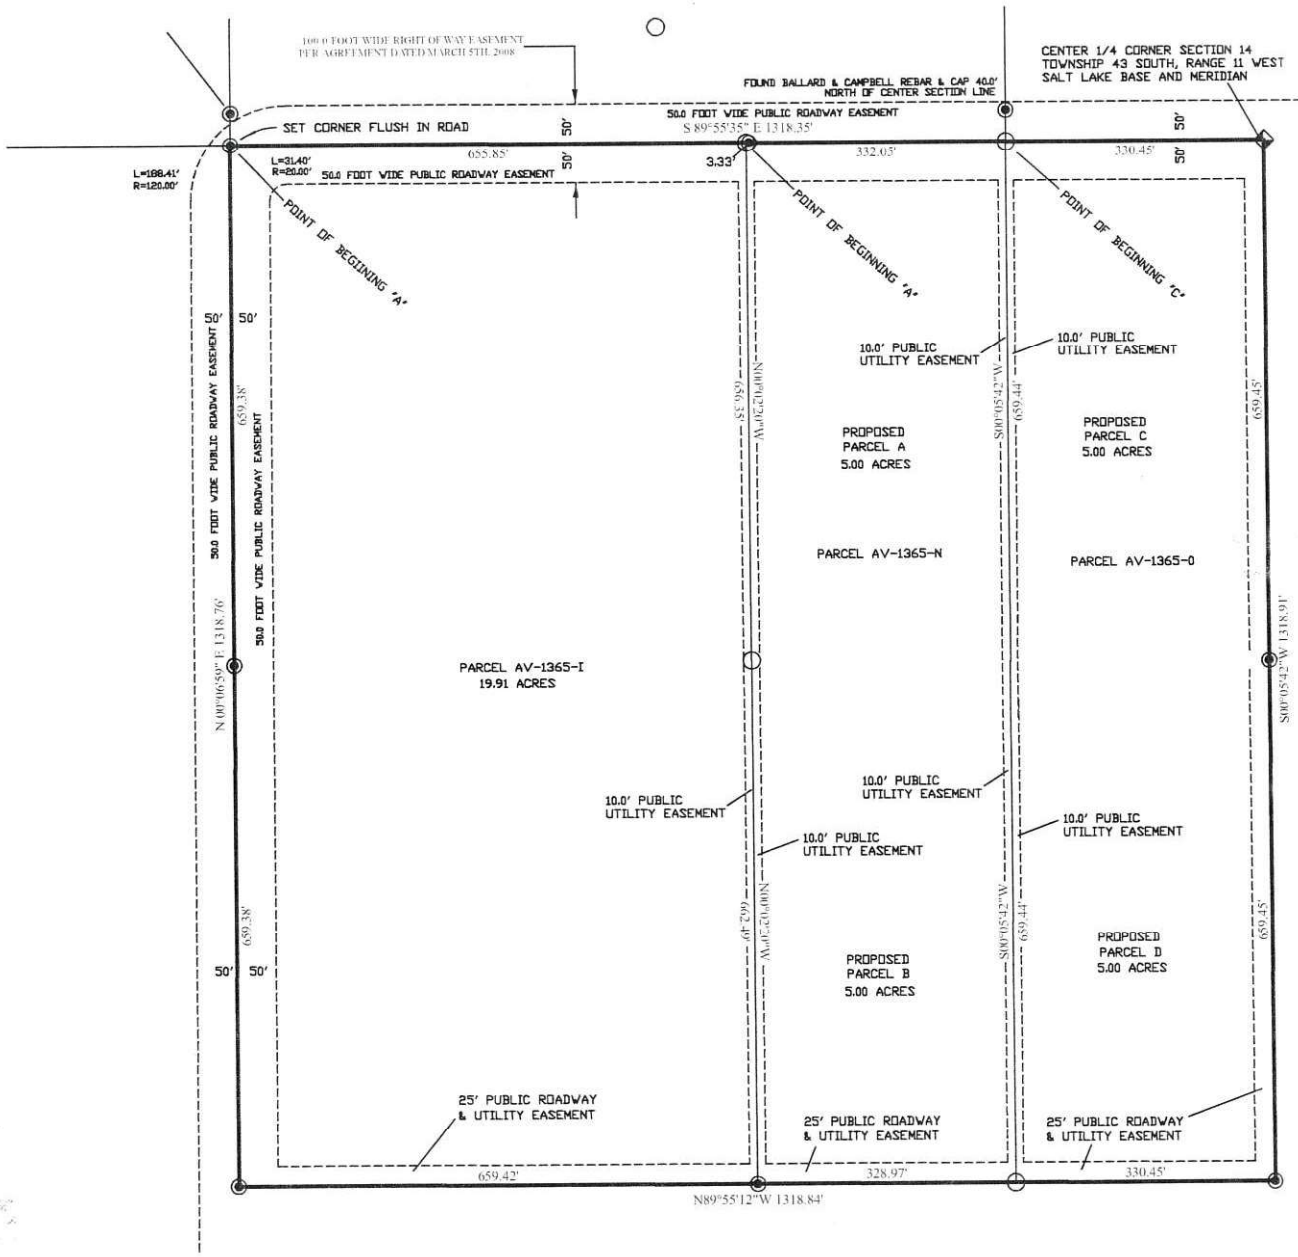 100.0 FOOT WIDE RIGHT OF WAY EASEMENT
PER AGREEMENT DATED MARCH 5TH, 2008
CENTER 1/4 CORNER SECTION 14
TOWNSHIP 43 SOUTH, RANGE 11 WEST
SALT LAKE BASE AND MERIDIAN
FOUND BALLARD & CAMPBELL REBAR & CAP 40.0'
NORTH OF CENTER SECTION LINE
50.0 FOOT WIDE PUBLIC ROADWAY EASEMENT
S 89°55'35" E 1318.35'
SET CORNER FLUSH IN ROAD
50'
50'
50'
50'
655.85'
3.33'
332.05'
330.45'
L=31.40'
R=20.00'
L=188.41'
R=120.00'
50.0 FOOT WIDE PUBLIC ROADWAY EASEMENT
POINT OF BEGIINING "A"
POINT OF BEGINNING "A"
POINT OF BEGINNING "C"
50'
50'
50.0 FOOT WIDE PUBLIC ROADWAY EASEMENT
659.38'
50.0 FOOT WIDE PUBLIC ROADWAY EASEMENT
N 00°06'59" E 1318.76'
10.0' PUBLIC
UTILITY EASEMENT
10.0' PUBLIC
UTILITY EASEMENT
656.35'
N00°02'20"W
S00°05'42"W
659.44'
659.45'
PROPOSED
PARCEL A
5.00 ACRES
PROPOSED
PARCEL C
5.00 ACRES
PARCEL AV-1365-N
PARCEL AV-1365-O
S00°05'42"W 1318.91'
PARCEL AV-1365-I
19.91 ACRES
10.0' PUBLIC
UTILITY EASEMENT
10.0' PUBLIC
UTILITY EASEMENT
10.0' PUBLIC
UTILITY EASEMENT
10.0' PUBLIC
UTILITY EASEMENT
659.38'
662.49'
N00°02'20"W
S00°05'42"W
659.44'
659.45'
50'
50'
PROPOSED
PARCEL B
5.00 ACRES
PROPOSED
PARCEL D
5.00 ACRES
25' PUBLIC ROADWAY
& UTILITY EASEMENT
25' PUBLIC ROADWAY
& UTILITY EASEMENT
25' PUBLIC ROADWAY
& UTILITY EASEMENT
659.42'
328.97'
330.45'
N89°55'12"W 1318.84'